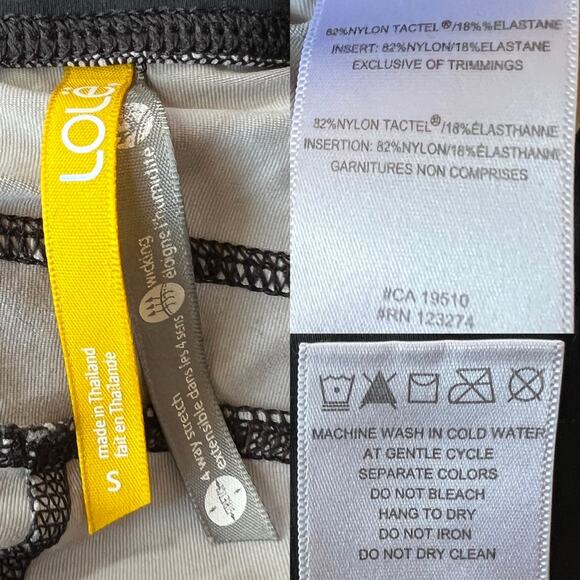 LOLË
made in Thailand
fait en Thaïlande
S
wicking
éloigne l'humidité
4 way stretch
extensible dans les 4 sens
82%NYLON TACTEL®/18%%ELASTANE
INSERT: 82%NYLON/18%ELASTANE
EXCLUSIVE OF TRIMMINGS
82%NYLON TACTEL®/18%ÉLASTHANNE
INSERTION: 82%NYLON/18%ÉLASTHANNE
GARNITURES NON COMPRISES
#CA 19510
#RN 123274
MACHINE WASH IN COLD WATER
AT GENTLE CYCLE
SEPARATE COLORS
DO NOT BLEACH
HANG TO DRY
DO NOT IRON
DO NOT DRY CLEAN